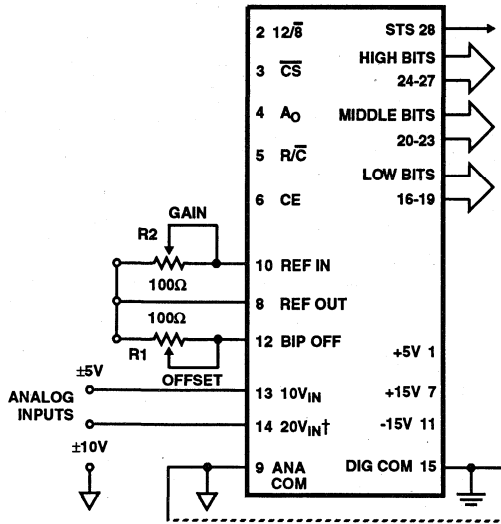 2 12/8̅
STS 28
HIGH BITS
3 C̅S̅
24-27
4 AO
MIDDLE BITS
20-23
5 R/C̅
LOW BITS
6 CE
16-19
GAIN
R2
10 REF IN
100Ω
8 REF OUT
100Ω
12 BIP OFF
R1
+5V 1
±5V
OFFSET
ANALOG
INPUTS
13 10VIN
+15V 7
14 20VIN†
-15V 11
±10V
9 ANA
COM
DIG COM 15